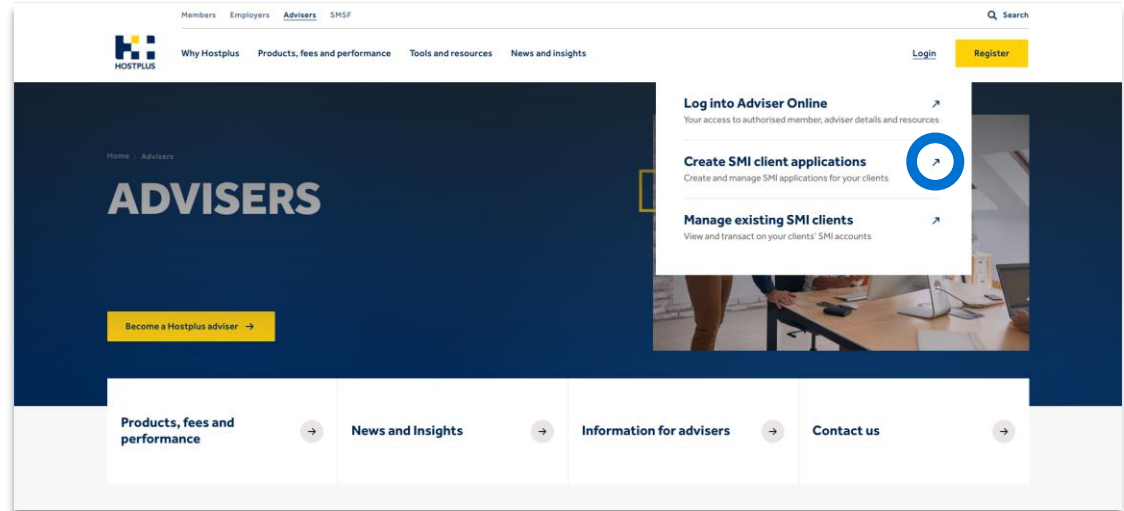 Members Employers Advisers SMSF
Search
HOSTPLUS
Why Hostplus Products, fees and performance Tools and resources News and insights
Login
Register
Log into Adviser Online
Your access to authorised member, adviser details and resources
Create SMI client applications
Create and manage SMI applications for your clients
Manage existing SMI clients
View and transact on your clients' SMI accounts
Home Advisers
ADVISERS
Become a Hostplus adviser
Products, fees and
performance
News and Insights
Information for advisers
Contact us